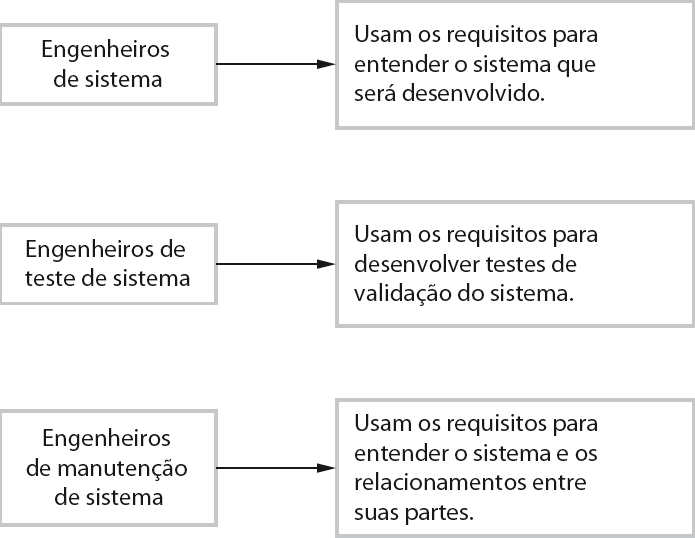 Engenheiros
de sistema
Usam os requisitos para
entender o sistema que
será desenvolvido.
Engenheiros de
teste de sistema
Usam os requisitos para
desenvolver testes de
validação do sistema.
Engenheiros
de manutenção
de sistema
Usam os requisitos para
entender o sistema e os
relacionamentos entre
suas partes.